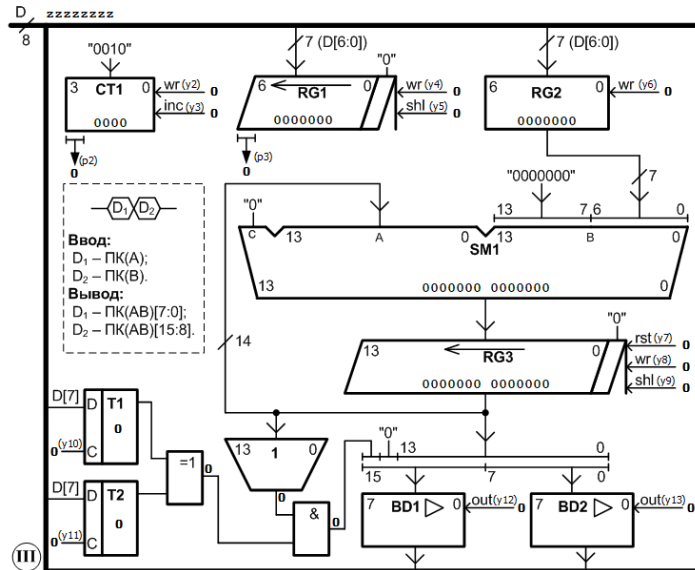 D zzzzzzzz
8
"0010"
3 CT1 0
0000
wr(y2) 0
inc(y3) 0
(p2)
0
7 (D[6:0])
"0"
6 RG1 0
0000000
wr(y4) 0
shl(y5) 0
(p3)
0
7 (D[6:0])
6 RG2 0
0000000
wr(y6) 0
7
"0000000"
13 7 6 0
"0"
C 13 A 0 13 B 0
SM1
13 0000000 0000000 0
D1 D2
Ввод:
D1 – ПК(A);
D2 – ПК(B).
Вывод:
D1 – ПК(AB)[7:0];
D2 – ПК(AB)[15:8].
14
"0"
13 RG3 0
0000000 0000000
rst(y7) 0
wr(y8) 0
shl(y9) 0
D[7] D T1
0
0(y10) C
=1
0
D[7] D T2
0
0(y11) C
13 1 0
0
&
0
"0" 13 0
15 7 0
7 BD1 0
out(y12) 0
7 BD2 0
out(y13) 0
III